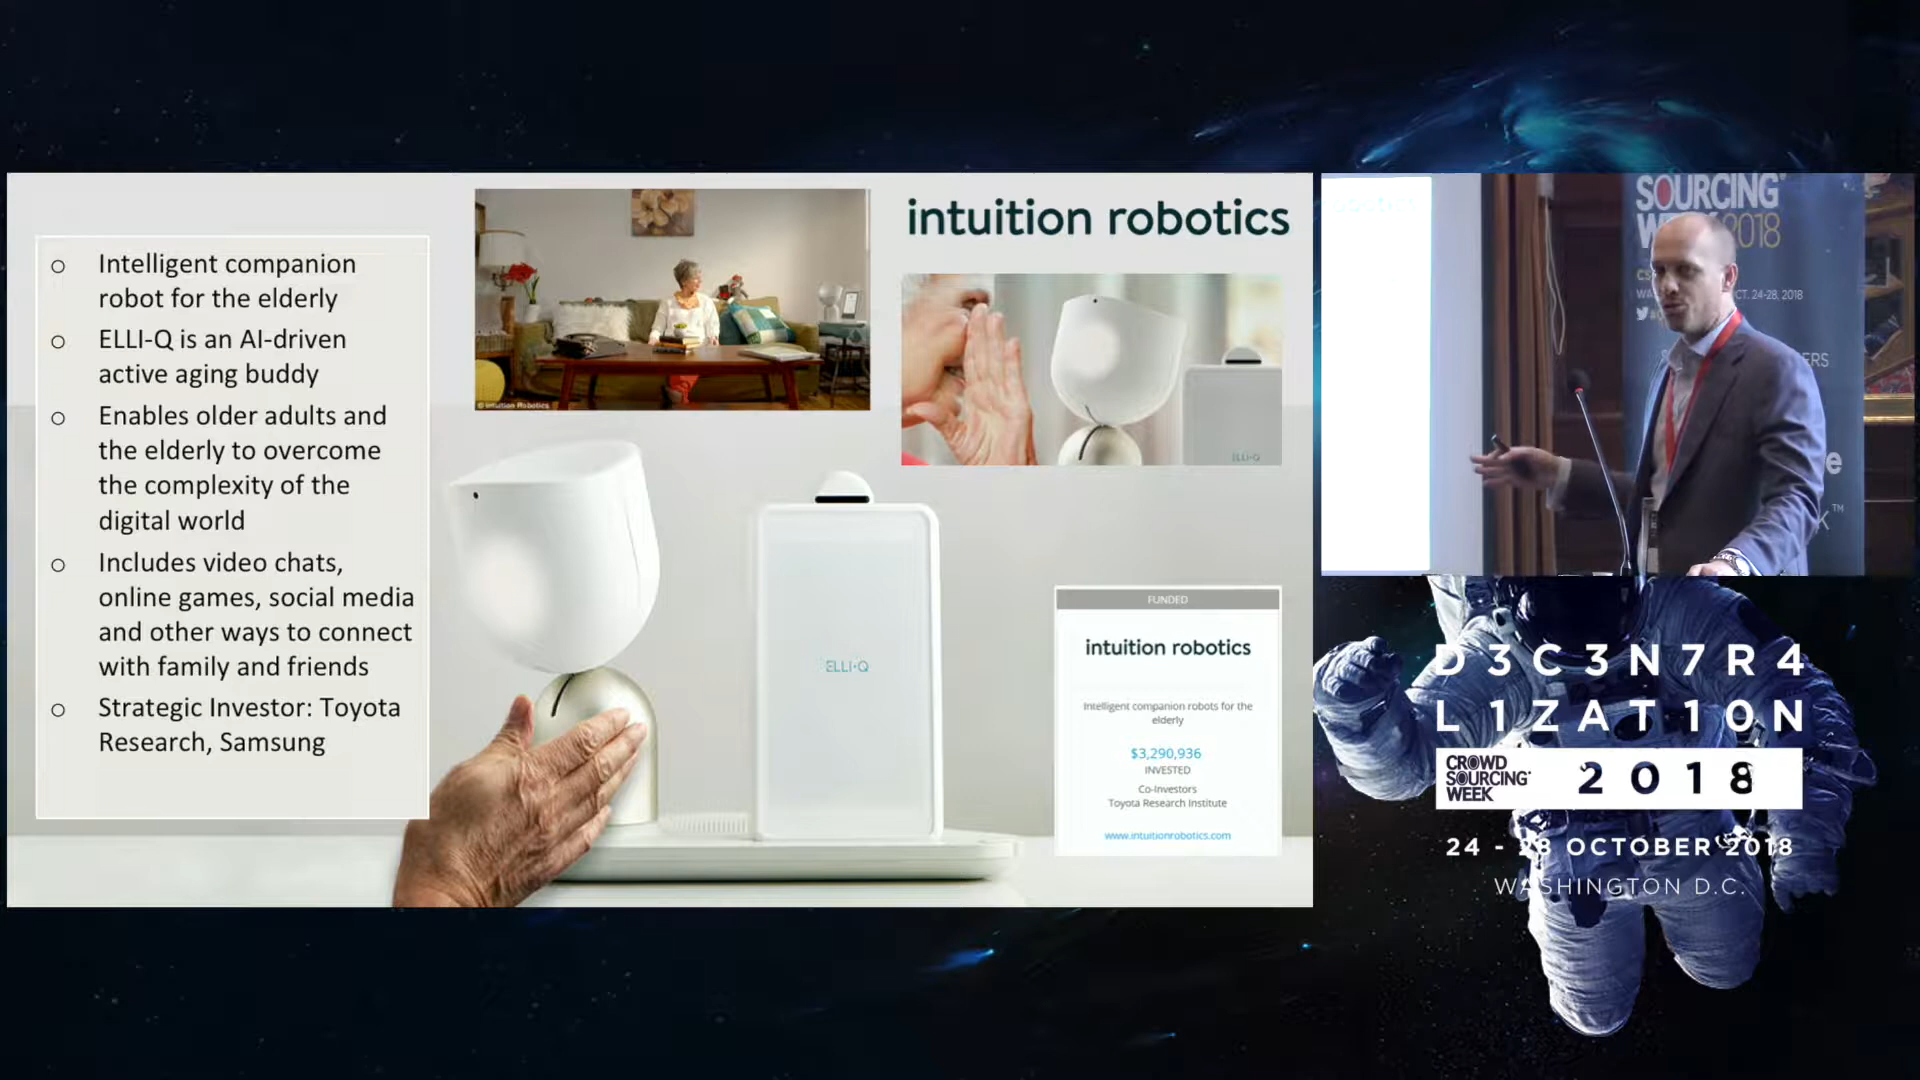 intuition robotics
o Intelligent companion
robot for the elderly
o ELLI-Q is an AI-driven
active aging buddy
o Enables older adults and
the elderly to overcome
the complexity of the
digital world
o Includes video chats,
online games, social media
and other ways to connect
with family and friends
o Strategic Investor: Toyota
Research, Samsung
© Intuition Robotics
ELLI•Q
ELLI•Q
FUNDED
intuition robotics
Intelligent companion robots for the
elderly
$3,290,936
INVESTED
Co-Investors
Toyota Research Institute
www.intuitionrobotics.com
SOURCING
WEEK 2018
OCT. 24-28, 2018
D3C3N7R4
L1ZAT10N
CROWD
SOURCING
WEEK
2018
24 - 28 OCTOBER 2018
WASHINGTON D.C.